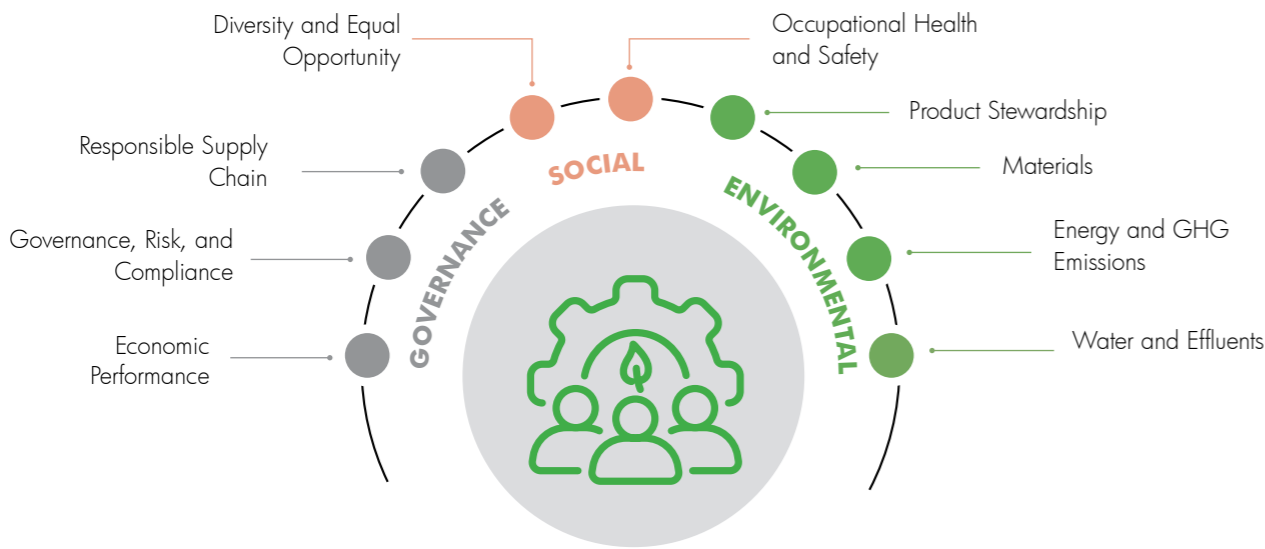 Diversity and Equal
Opportunity
Occupational Health
and Safety
Product Stewardship
Responsible Supply
Chain
Materials
SOCIAL
GOVERNANCE
ENVIRONMENTAL
Governance, Risk, and
Compliance
Energy and GHG
Emissions
Economic
Performance
Water and Effluents